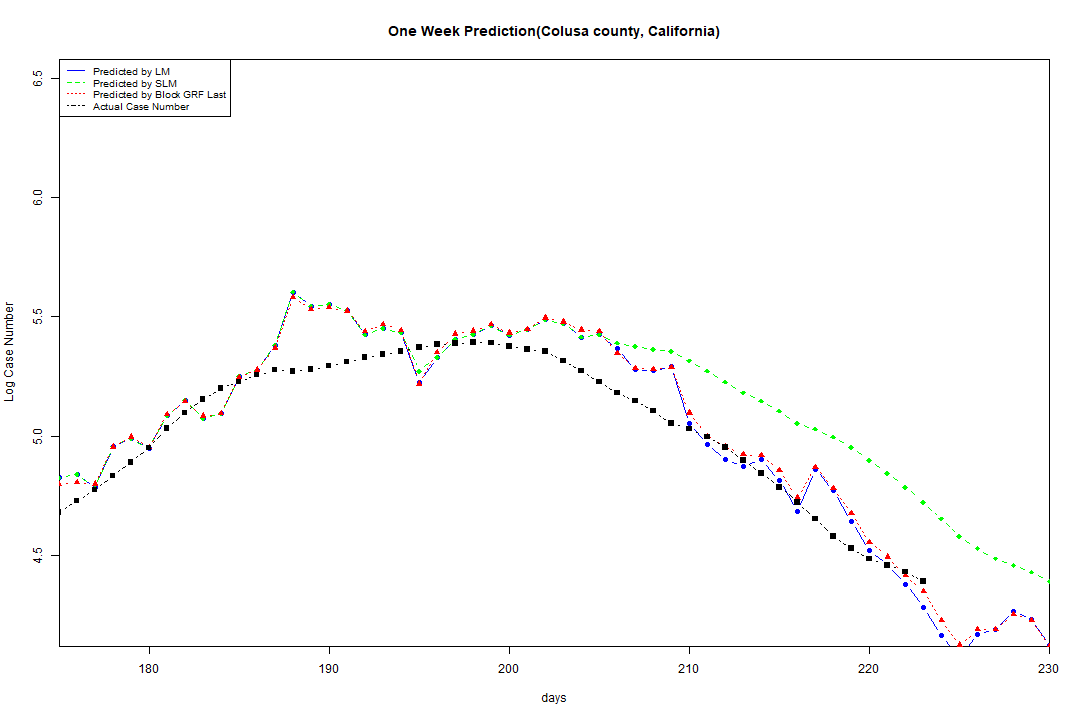 One Week Prediction(Colusa county, California)
Predicted by LM
Predicted by SLM
Predicted by Block GRF Last
Actual Case Number
6.5
6.0
5.5
5.0
4.5
Log Case Number
180 190 200 210 220 230
days